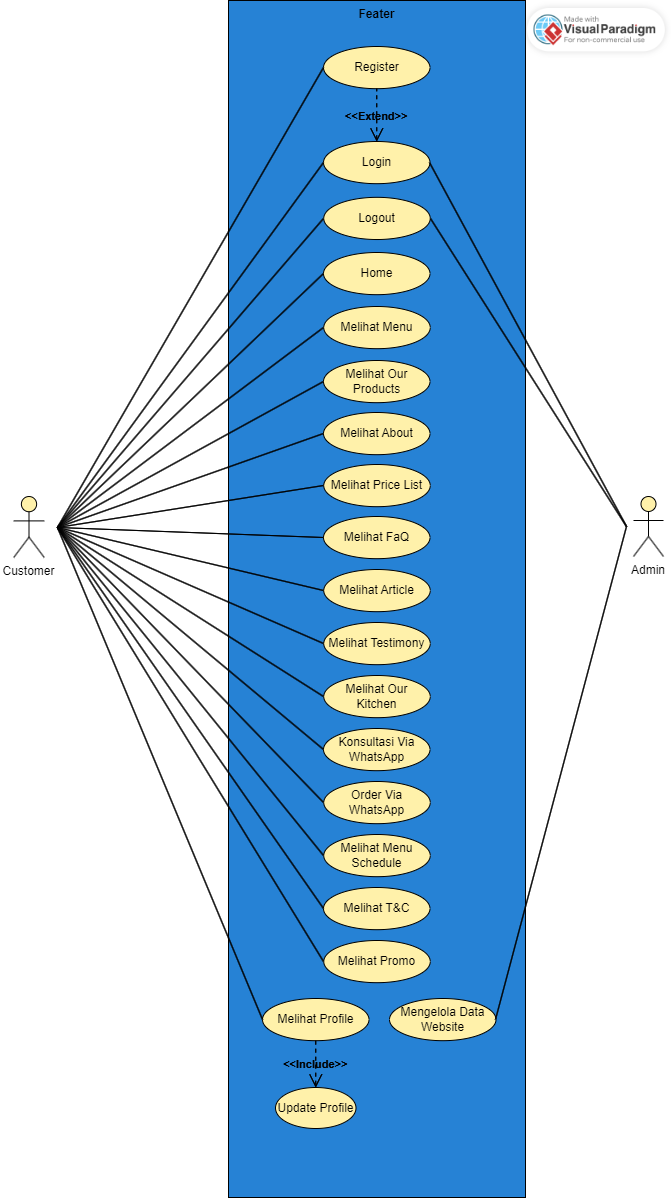 Feater
Made with
VisualParadigm
For non-commercial use
Register
<<Extend>>
Login
Logout
Home
Melihat Menu
Melihat Our
Products
Melihat About
Melihat Price List
Customer
Admin
Melihat FaQ
Melihat Article
Melihat Testimony
Melihat Our
Kitchen
Konsultasi Via
WhatsApp
Order Via
WhatsApp
Melihat Menu
Schedule
Melihat T&C
Melihat Promo
Melihat Profile
Mengelola Data
Website
<<Include>>
Update Profile